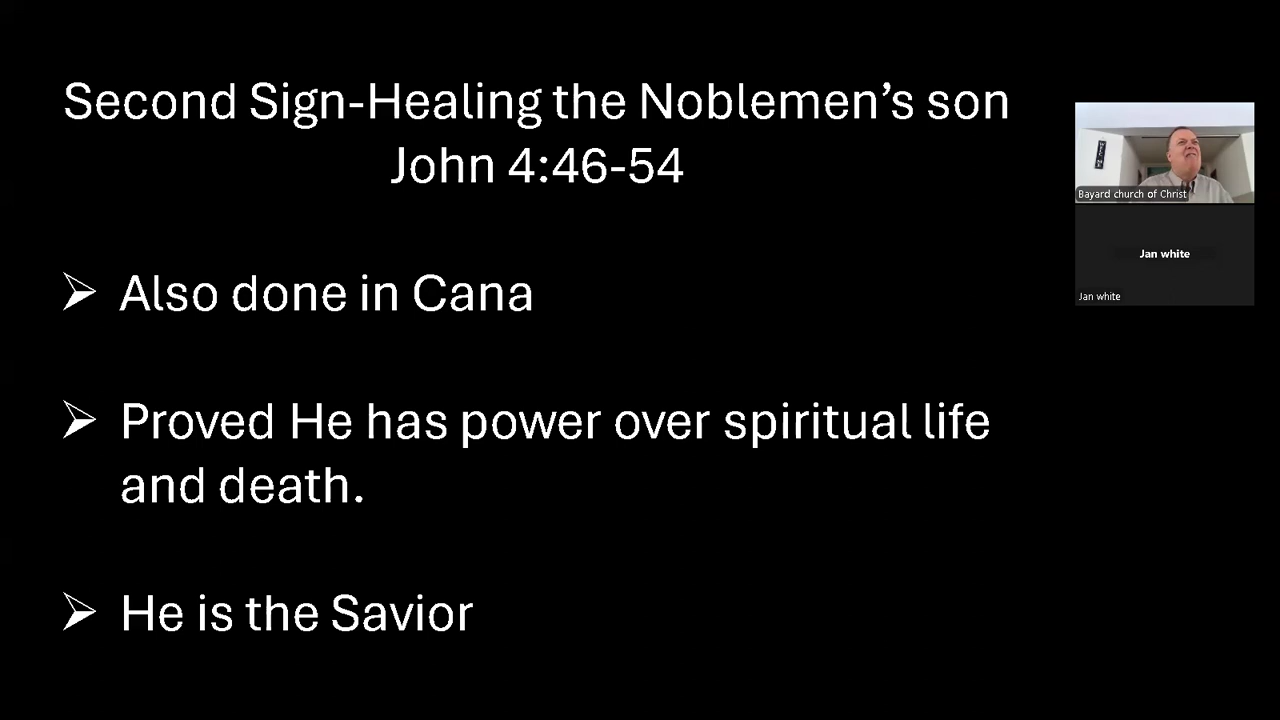 Second Sign-Healing the Noblemen’s son
John 4:46-54
Also done in Cana
Proved He has power over spiritual life
and death.
He is the Savior
Bayard church of Christ
Jan white
Jan white